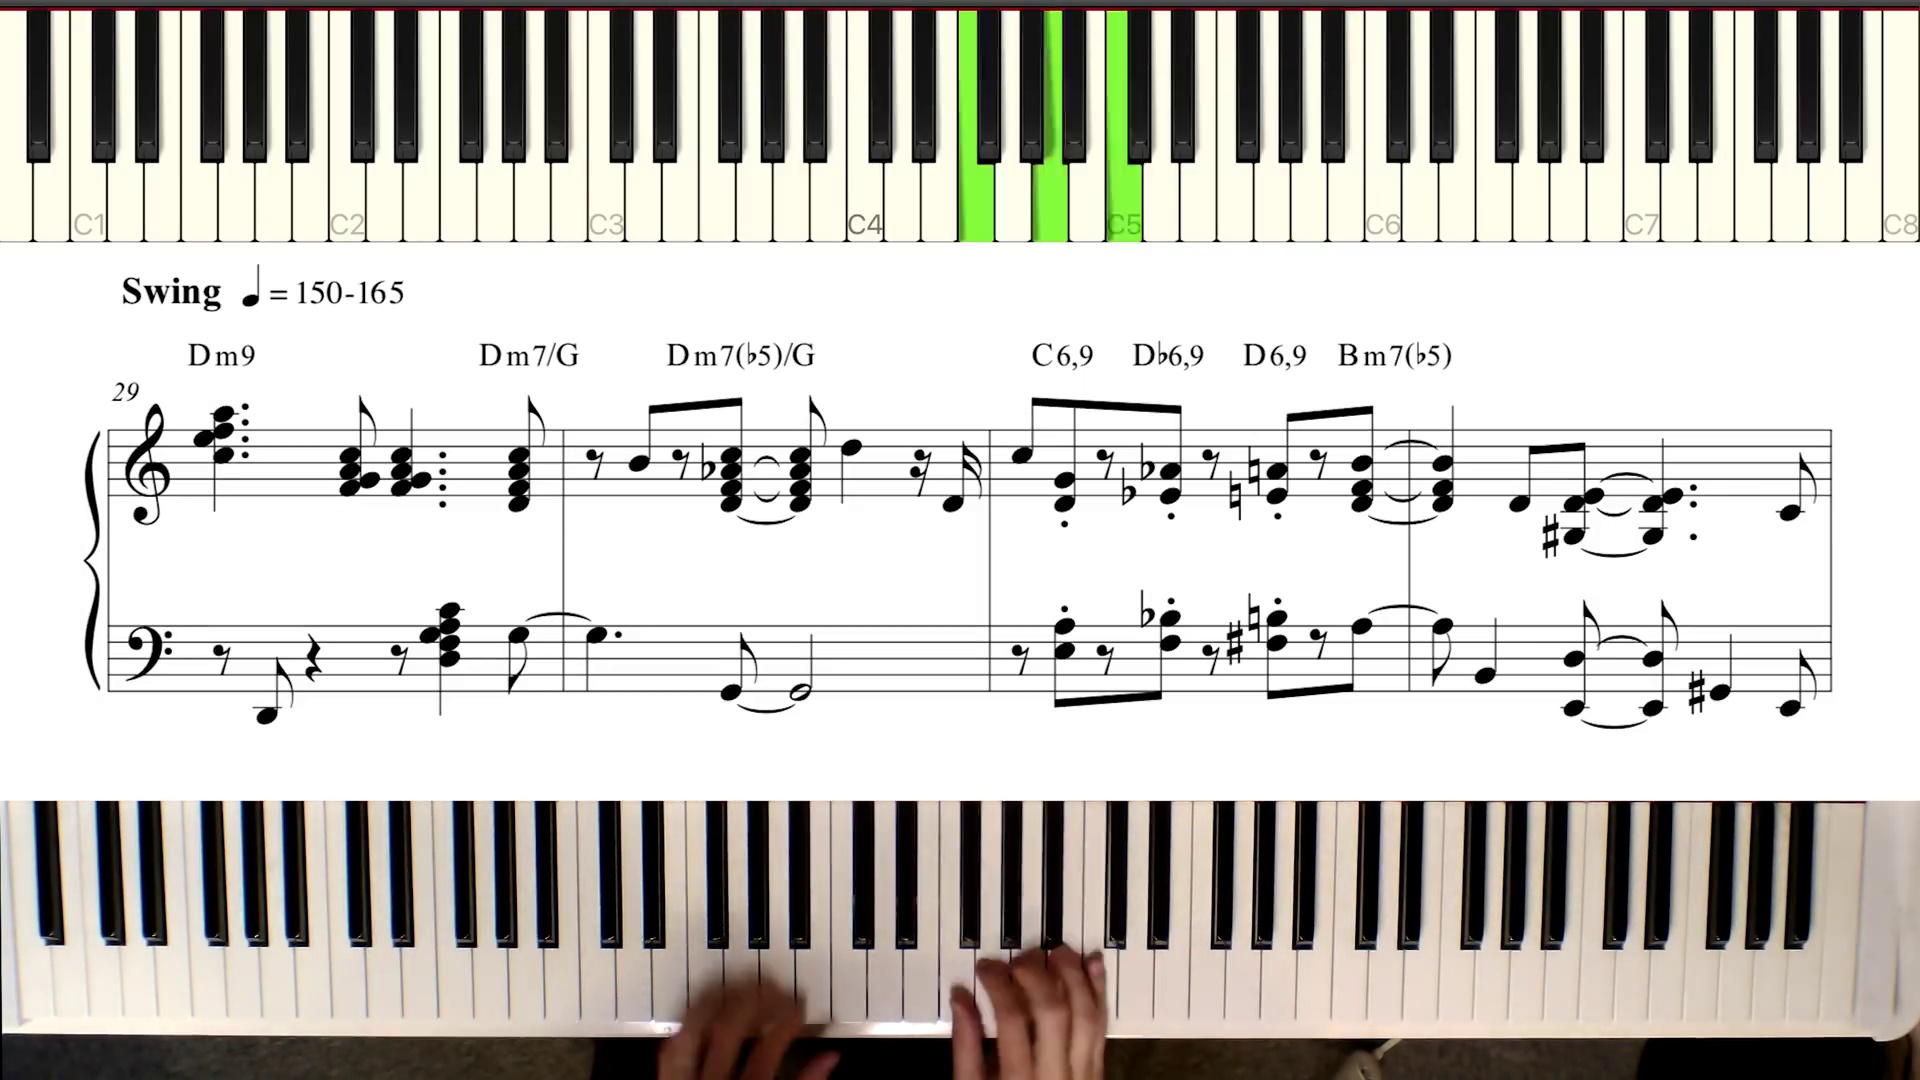 C1 C2 C3 C4 C5 C6 C7 C8
Swing ♩ = 150-165
Dm9 Dm7/G Dm7(♭5)/G C6,9 D♭6,9 D6,9 Bm7(♭5)
29